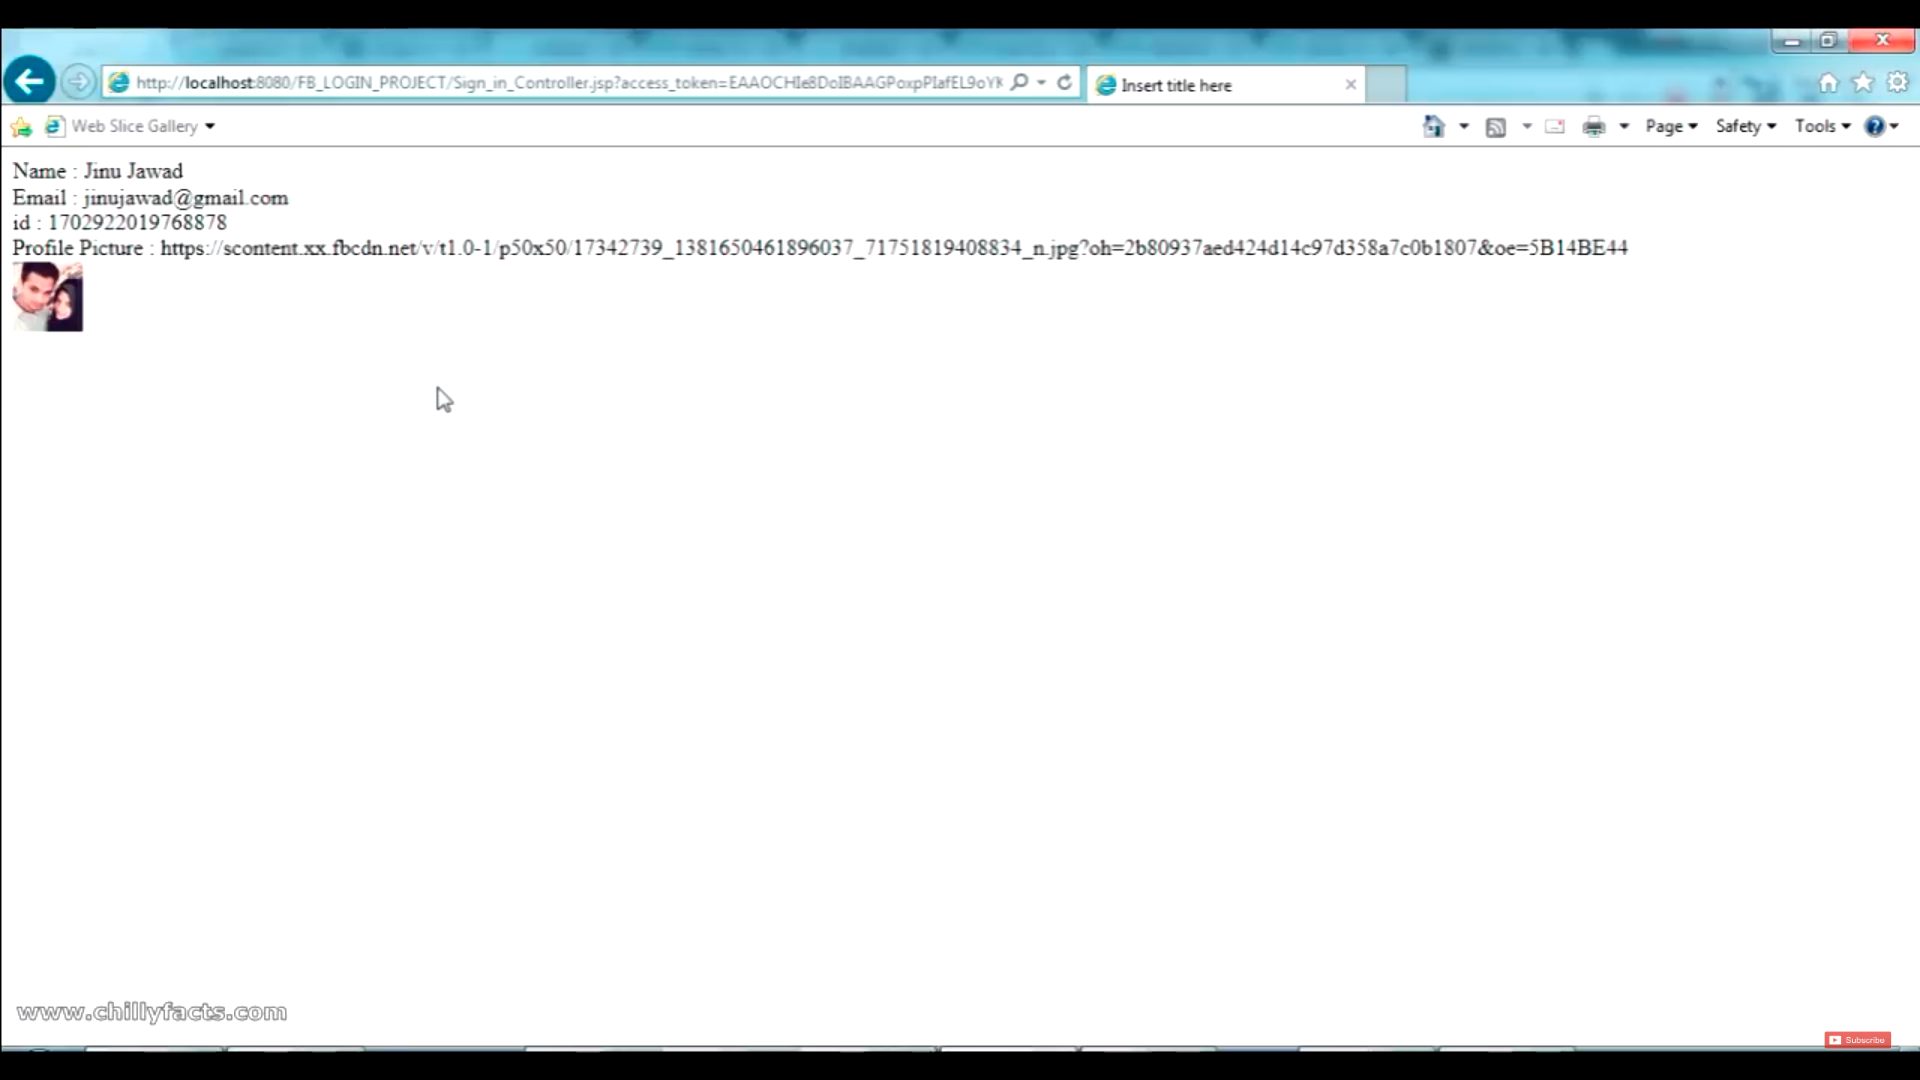 http://localhost:8080/FB_LOGIN_PROJECT/Sign_in_Controller.jsp?access_token=EAAOCHIe8DoIBAAGPoxpPIafEL9oYK
Insert title here
Web Slice Gallery
Page
Safety
Tools
Name : Jinu Jawad
Email : jinujawad@gmail.com
id : 1702922019768878
Profile Picture : https://scontent.xx.fbcdn.net/v/t1.0-1/p50x50/17342739_1381650461896037_71751819408834_n.jpg?oh=2b80937aed424d14c97d358a7c0b1807&oe=5B14BE44
www.chillyfacts.com
Subscribe